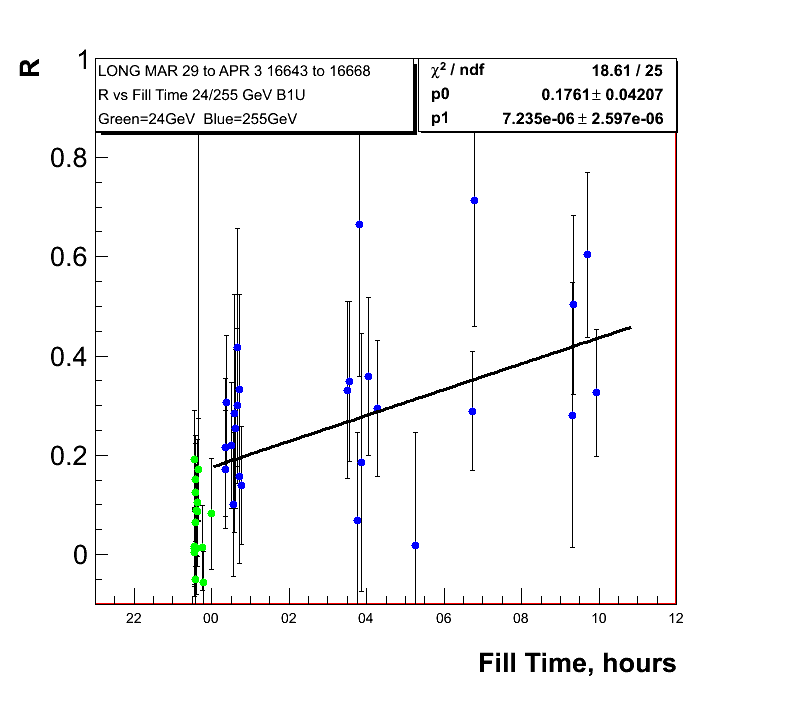 R
LONG MAR 29 to APR 3 16643 to 16668
R vs Fill Time 24/255 GeV B1U
Green=24GeV Blue=255GeV
χ² / ndf 18.61 / 25
p0 0.1761± 0.04207
p1 7.235e-06 ± 2.597e-06
1
0.8
0.6
0.4
0.2
0
22 00 02 04 06 08 10 12
Fill Time, hours